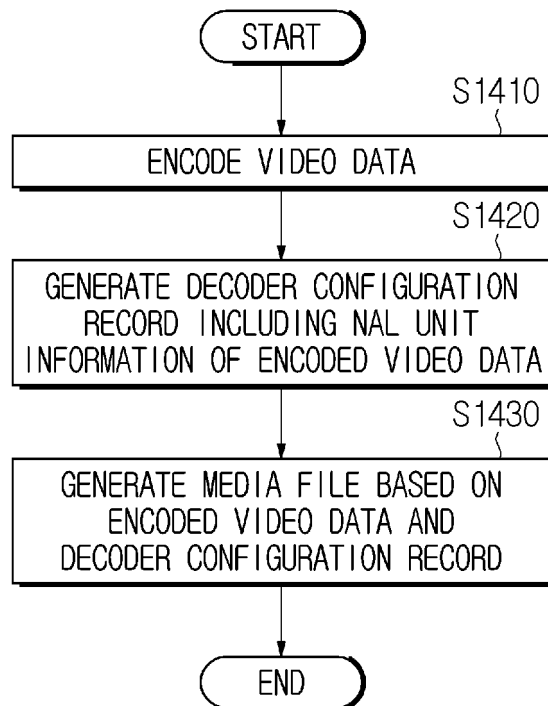 START
S1410
ENCODE VIDEO DATA
S1420
GENERATE DECODER CONFIGURATION
RECORD INCLUDING NAL UNIT
INFORMATION OF ENCODED VIDEO DATA
S1430
GENERATE MEDIA FILE BASED ON
ENCODED VIDEO DATA AND
DECODER CONFIGURATION RECORD
END